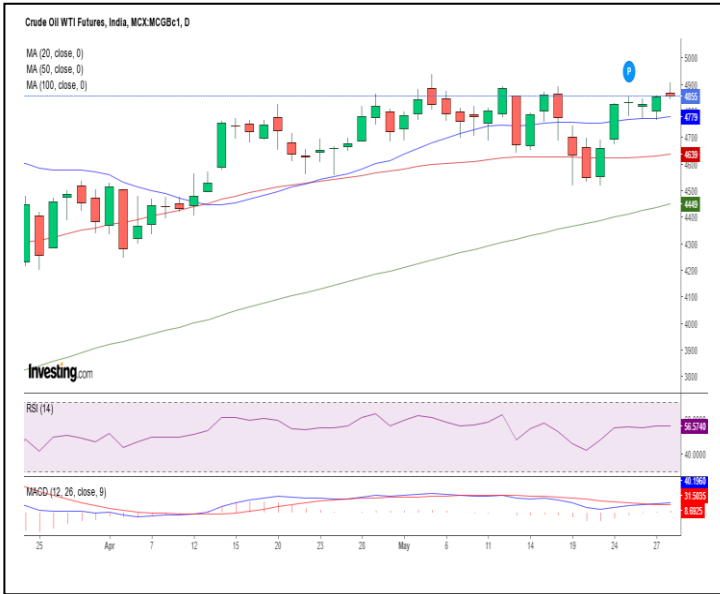 Crude Oil WTI Futures, India, MCX:MCGBc1, D
MA (20, close, 0)
MA (50, close, 0)
MA (100, close, 0)
P
5000
4900
4855
4779
4700
4639
4600
4500
4449
4400
4300
4200
4100
4000
3900
3800
Investing.com
RSI (14)
56.5740
40.0000
MACD (12, 26, close, 9)
40.1960
31.5035
8.6925
25 Apr 7 12 15 20 23 28 May 6 11 14 19 24 27